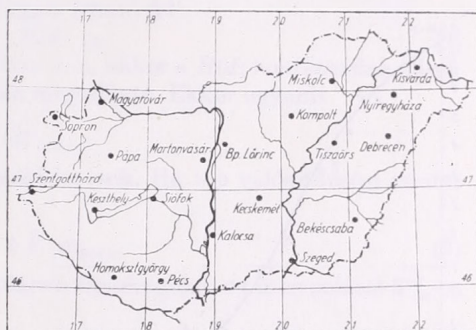 17 18 19 20 21 22
48 48
Miskolc
Kisvárda
Magyaróvár
Nyíregyháza
Kompolt
Sopron
Debrecen
Bp. Lőrinc
Tiszaörs
Martonvásár
Pápa
47 47
Szentgotthárd
Keszthely
Siófok
Kecskemét
Békéscsaba
Kalocsa
Szeged
Homokszt.györgy
Pécs
46 46
17 18 19 20 21 22